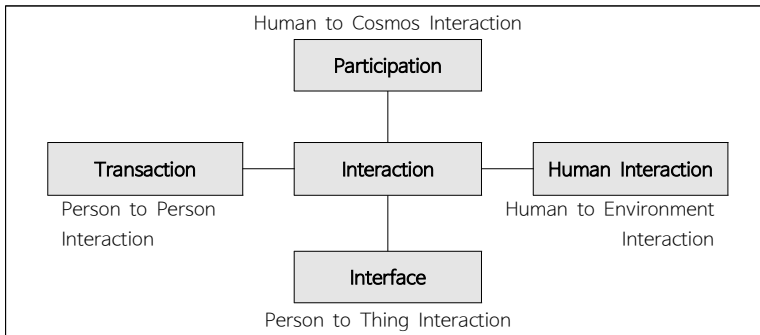 Human to Cosmos Interaction
Participation
Transaction
Interaction
Human Interaction
Person to Person
Interaction
Human to Environment
Interaction
Interface
Person to Thing Interaction